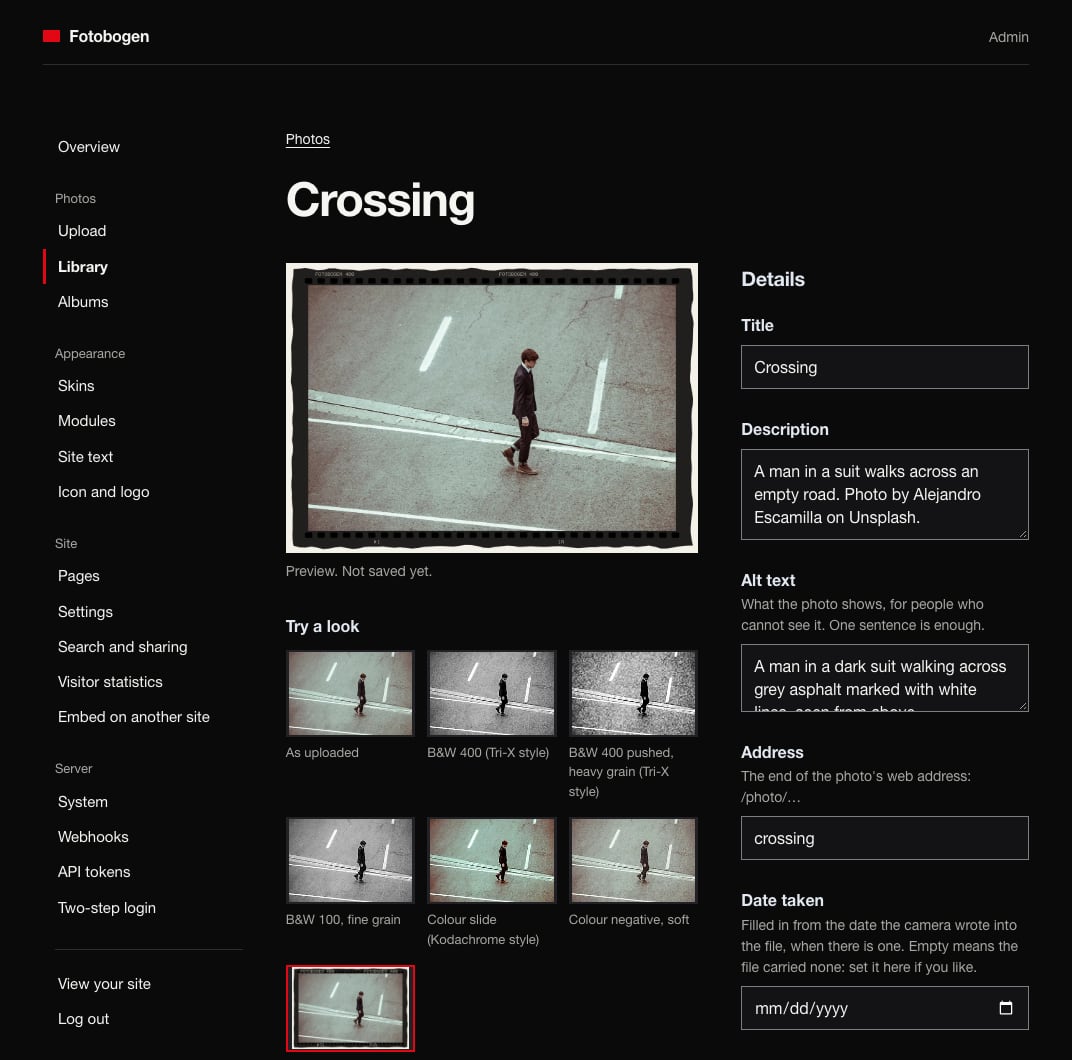 Fotobogen
Admin
Overview
Photos
Upload
Library
Albums
Appearance
Skins
Modules
Site text
Icon and logo
Site
Pages
Settings
Search and sharing
Visitor statistics
Embed on another site
Server
System
Webhooks
API tokens
Two-step login
View your site
Log out
Photos
Crossing
FOTOBOGEN 400
FOTOBOGEN 400
Preview. Not saved yet.
Try a look
As uploaded
B&W 400 (Tri-X style)
B&W 400 pushed,
heavy grain (Tri-X
style)
B&W 100, fine grain
Colour slide
(Kodachrome style)
Colour negative, soft
Details
Title
Crossing
Description
A man in a suit walks across an
empty road. Photo by Alejandro
Escamilla on Unsplash.
Alt text
What the photo shows, for people who
cannot see it. One sentence is enough.
A man in a dark suit walking across
grey asphalt marked with white
lines, seen from above
Address
The end of the photo's web address:
/photo/…
crossing
Date taken
Filled in from the date the camera wrote into
the file, when there is one. Empty means the
file carried none: set it here if you like.
mm/dd/yyyy